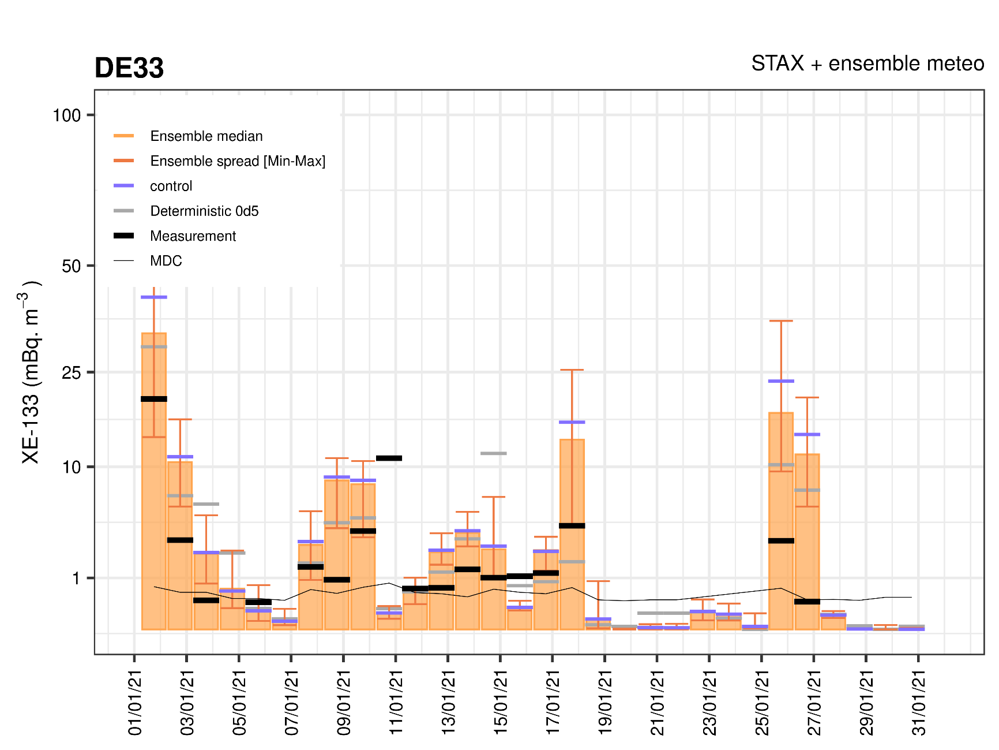 DE33
STAX + ensemble meteo
XE-133 (mBq. m⁻³ )
100
50
25
10
1
Ensemble median
Ensemble spread [Min-Max]
control
Deterministic 0d5
Measurement
MDC
01/01/21
03/01/21
05/01/21
07/01/21
09/01/21
11/01/21
13/01/21
15/01/21
17/01/21
19/01/21
21/01/21
23/01/21
25/01/21
27/01/21
29/01/21
31/01/21